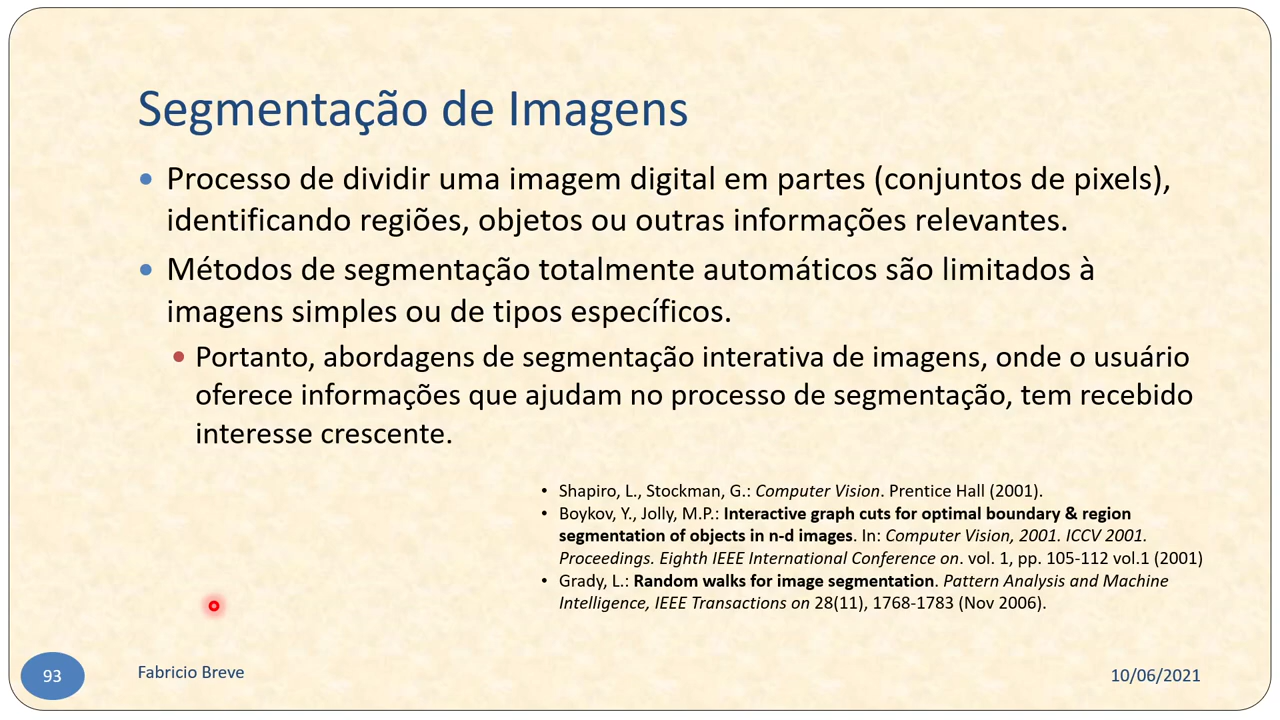 Segmentação de Imagens
• Processo de dividir uma imagem digital em partes (conjuntos de pixels),
identificando regiões, objetos ou outras informações relevantes.
• Métodos de segmentação totalmente automáticos são limitados à
imagens simples ou de tipos específicos.
• Portanto, abordagens de segmentação interativa de imagens, onde o usuário
oferece informações que ajudam no processo de segmentação, tem recebido
interesse crescente.
• Shapiro, L., Stockman, G.: Computer Vision. Prentice Hall (2001).
• Boykov, Y., Jolly, M.P.: Interactive graph cuts for optimal boundary & region
segmentation of objects in n-d images. In: Computer Vision, 2001. ICCV 2001.
Proceedings. Eighth IEEE International Conference on. vol. 1, pp. 105-112 vol.1 (2001)
• Grady, L.: Random walks for image segmentation. Pattern Analysis and Machine
Intelligence, IEEE Transactions on 28(11), 1768-1783 (Nov 2006).
93
Fabricio Breve
10/06/2021